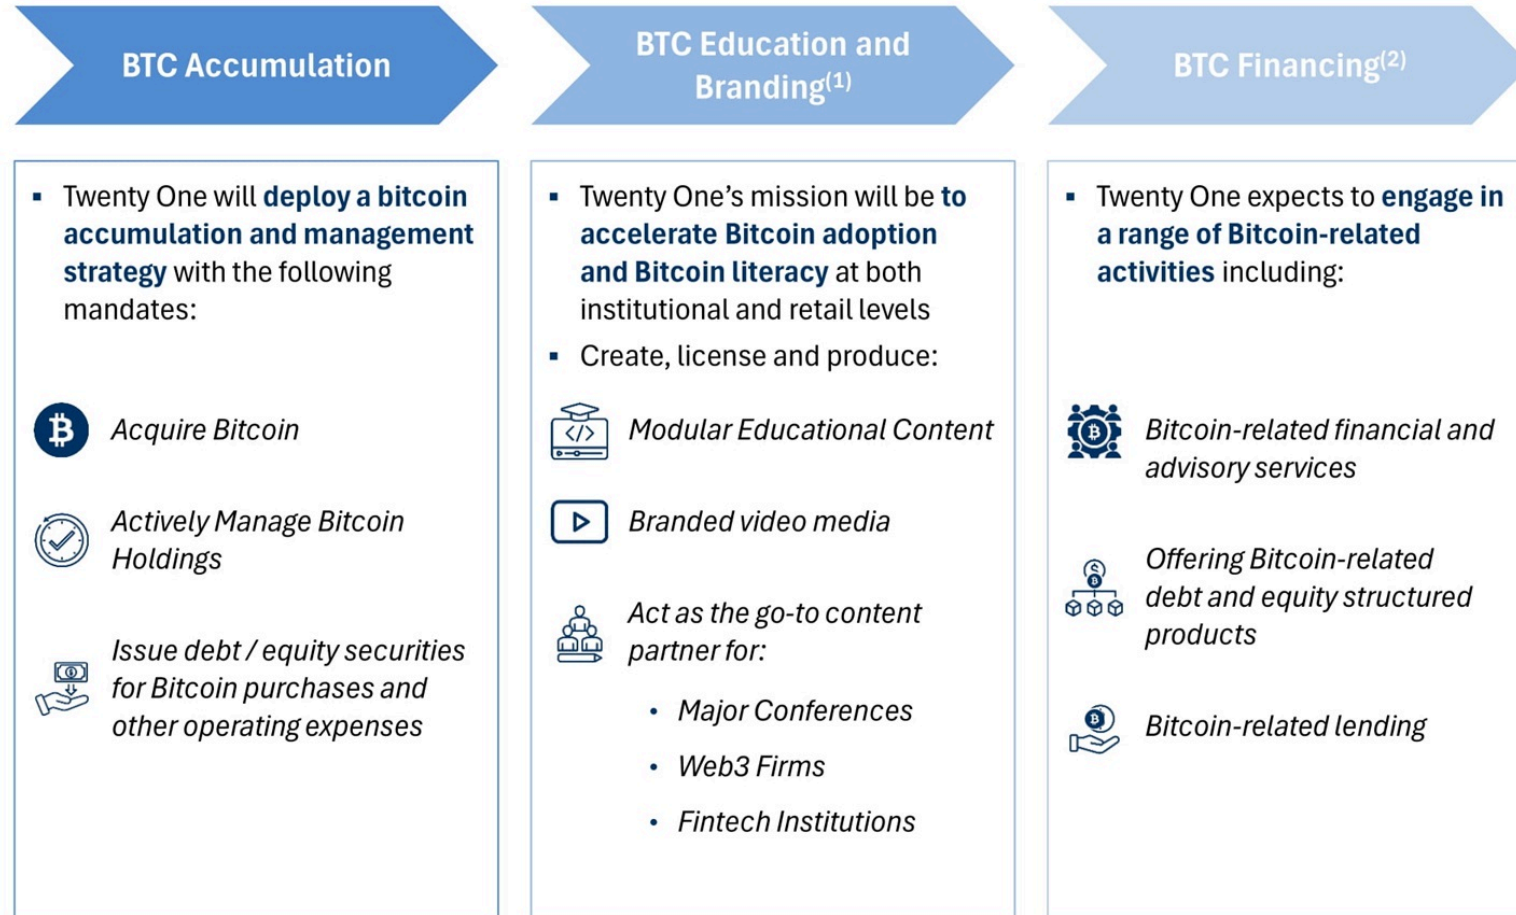 BTC Accumulation
▪ Twenty One will deploy a bitcoin
accumulation and management
strategy with the following
mandates:
Acquire Bitcoin
Actively Manage Bitcoin
Holdings
Issue debt / equity securities
for Bitcoin purchases and
other operating expenses
BTC Education and
Branding(1)
▪ Twenty One’s mission will be to
accelerate Bitcoin adoption
and Bitcoin literacy at both
institutional and retail levels
▪ Create, license and produce:
Modular Educational Content
Branded video media
Act as the go-to content
partner for:
• Major Conferences
• Web3 Firms
• Fintech Institutions
BTC Financing(2)
▪ Twenty One expects to engage in
a range of Bitcoin-related
activities including:
Bitcoin-related financial and
advisory services
Offering Bitcoin-related
debt and equity structured
products
Bitcoin-related lending